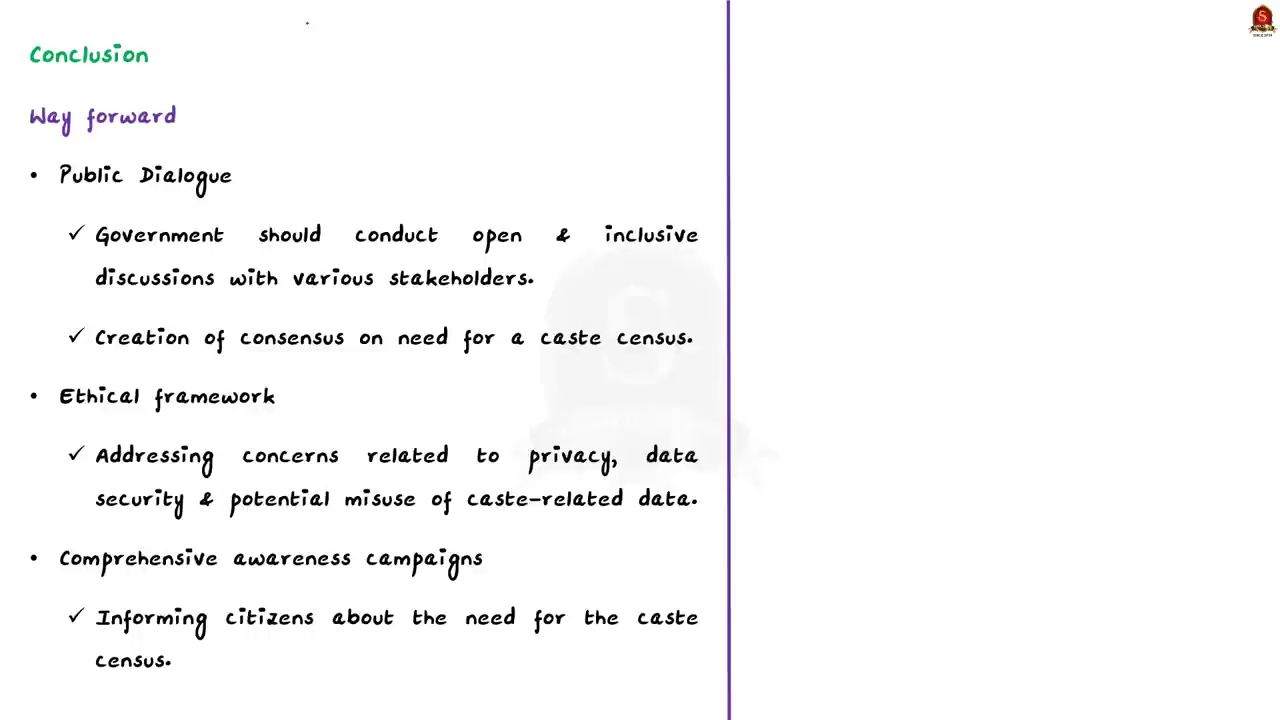 Conclusion
Way forward
• Public Dialogue
✓ Government should conduct open & inclusive
discussions with various stakeholders.
✓ Creation of consensus on need for a caste census.
• Ethical framework
✓ Addressing concerns related to privacy, data
security & potential misuse of caste-related data.
• Comprehensive awareness campaigns
✓ Informing citizens about the need for the caste
census.
S